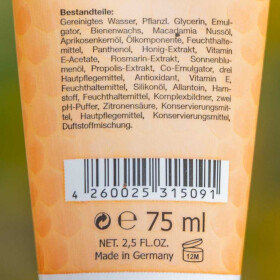 Bestandteile:
Gereinigtes Wasser, Pflanzl. Glycerin, Emul-
gator, Bienenwachs, Macadamia Nussöl,
Aprikosenkernöl, Ölkomponente, Feuchthalte-
mittel, Panthenol, Honig-Extrakt, Vitamin
E-Acetate, Rosmarin-Extrakt, Sonnenblu-
menöl, Propolis-Extrakt, Co-Emulgator, drei
Hautpflegemittel, Antioxidant, Vitamin E,
Feuchthaltemittel, Silikonöl, Allantoin, Ham-
stoff, Feuchthaltemittel, Komplexbildner, zwei
pH-Puffer, Zitronensäure, Konservierungsmit-
tel, Hautpflegemittel, Konservierungsmittel,
Duftstoffmischung.
4 260025 315091
℮ 75 ml
NET. 2,5 FL.OZ.
Made in Germany
12M